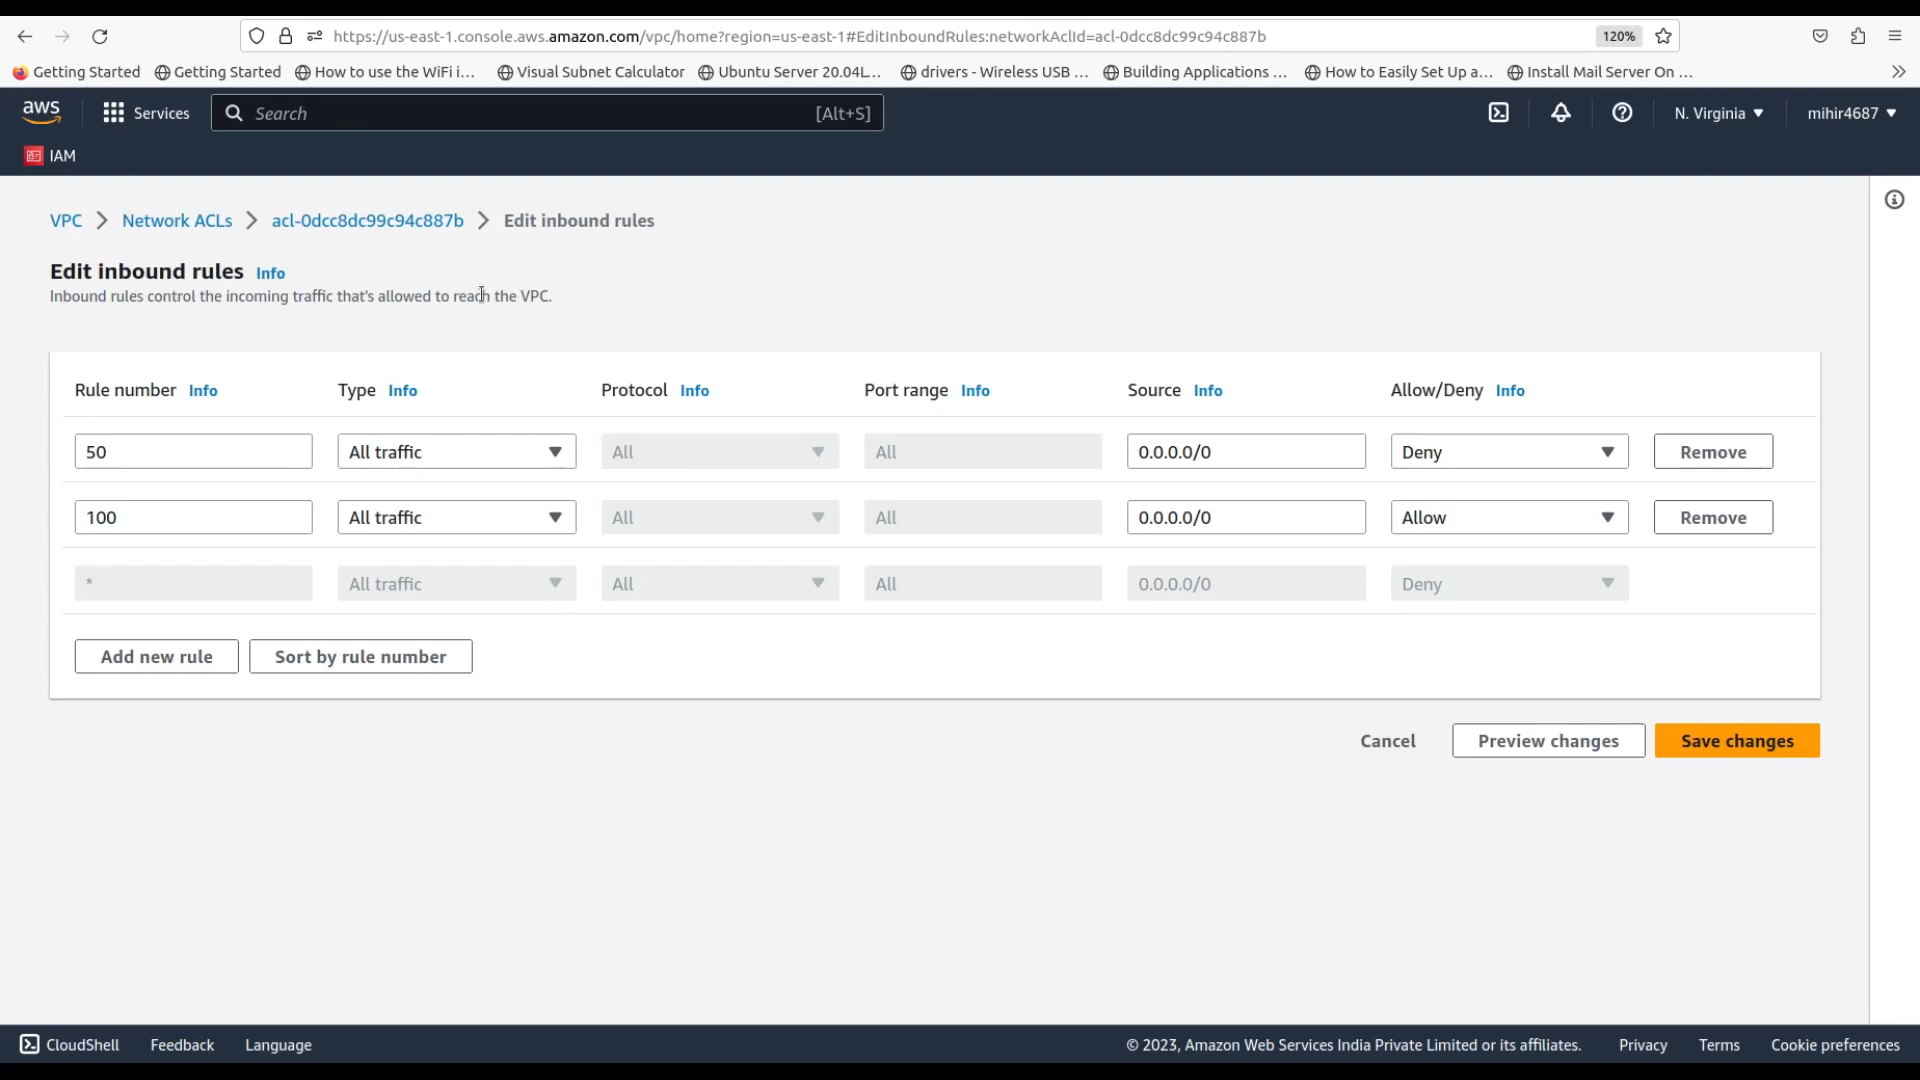 https://us-east-1.console.aws.amazon.com/vpc/home?region=us-east-1#EditInboundRules:networkAclId=acl-0dcc8dc99c94c887b 120%
Getting Started Getting Started How to use the WiFi i... Visual Subnet Calculator Ubuntu Server 20.04L... drivers - Wireless USB ... Building Applications ... How to Easily Set Up a... Install Mail Server On ...
aws Services Search [Alt+S] N. Virginia mihir4687
IAM
VPC Network ACLs acl-0dcc8dc99c94c887b Edit inbound rules
Edit inbound rules Info
Inbound rules control the incoming traffic that's allowed to reach the VPC.
Rule number Info Type Info Protocol Info Port range Info Source Info Allow/Deny Info
50 All traffic All All 0.0.0.0/0 Deny Remove
100 All traffic All All 0.0.0.0/0 Allow Remove
* All traffic All All 0.0.0.0/0 Deny
Add new rule Sort by rule number
Cancel Preview changes Save changes
CloudShell Feedback Language © 2023, Amazon Web Services India Private Limited or its affiliates. Privacy Terms Cookie preferences